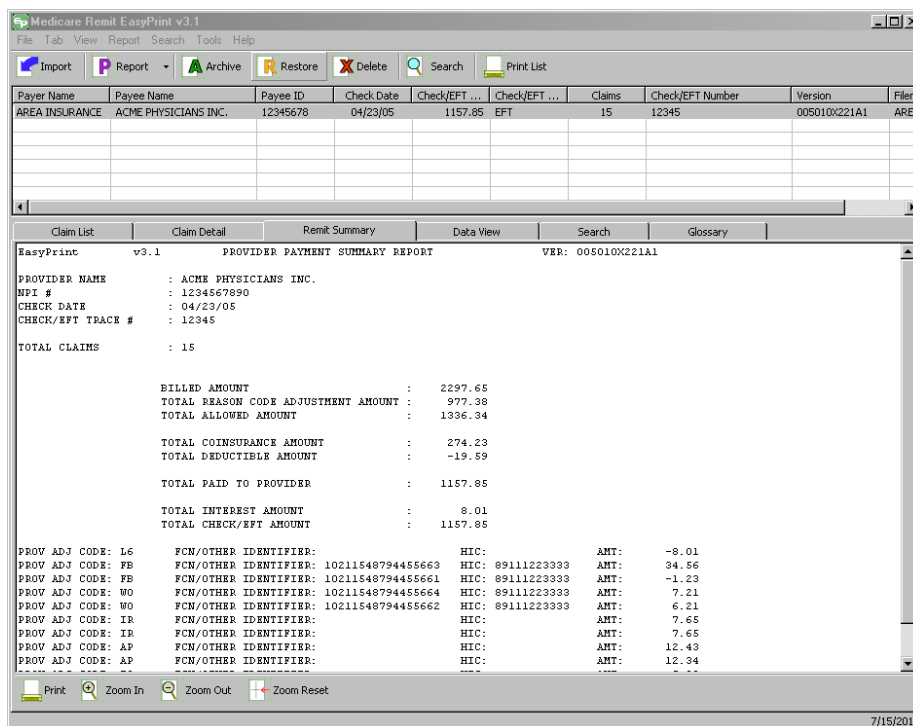 EP Medicare Remit EasyPrint v3.1
File Tab View Report Search Tools Help
Import P Report A Archive R Restore X Delete Search Print List
Payer Name Payee Name Payee ID Check Date Check/EFT ... Check/EFT ... Claims Check/EFT Number Version Filen
AREA INSURANCE ACME PHYSICIANS INC. 12345678 04/23/05 1157.85 EFT 15 12345 005010X221A1 ARE
Claim List Claim Detail Remit Summary Data View Search Glossary
EasyPrint v3.1 PROVIDER PAYMENT SUMMARY REPORT VER: 005010X221A1
PROVIDER NAME : ACME PHYSICIANS INC.
NPI # : 1234567890
CHECK DATE : 04/23/05
CHECK/EFT TRACE # : 12345
TOTAL CLAIMS : 15
BILLED AMOUNT : 2297.65
TOTAL REASON CODE ADJUSTMENT AMOUNT : 977.38
TOTAL ALLOWED AMOUNT : 1336.34
TOTAL COINSURANCE AMOUNT : 274.23
TOTAL DEDUCTIBLE AMOUNT : -19.59
TOTAL PAID TO PROVIDER : 1157.85
TOTAL INTEREST AMOUNT : 8.01
TOTAL CHECK/EFT AMOUNT : 1157.85
PROV ADJ CODE: L6 FCN/OTHER IDENTIFIER: HIC: AMT: -8.01
PROV ADJ CODE: FB FCN/OTHER IDENTIFIER: 10211548794455663 HIC: 89111223333 AMT: 34.56
PROV ADJ CODE: FB FCN/OTHER IDENTIFIER: 10211548794455661 HIC: 89111223333 AMT: -1.23
PROV ADJ CODE: WO FCN/OTHER IDENTIFIER: 10211548794455664 HIC: 89111223333 AMT: 7.21
PROV ADJ CODE: WO FCN/OTHER IDENTIFIER: 10211548794455662 HIC: 89111223333 AMT: 6.21
PROV ADJ CODE: IR FCN/OTHER IDENTIFIER: HIC: AMT: 7.65
PROV ADJ CODE: IR FCN/OTHER IDENTIFIER: HIC: AMT: 7.65
PROV ADJ CODE: AP FCN/OTHER IDENTIFIER: HIC: AMT: 12.43
PROV ADJ CODE: AP FCN/OTHER IDENTIFIER: HIC: AMT: 12.34
Print Zoom In Zoom Out Zoom Reset
7/15/201